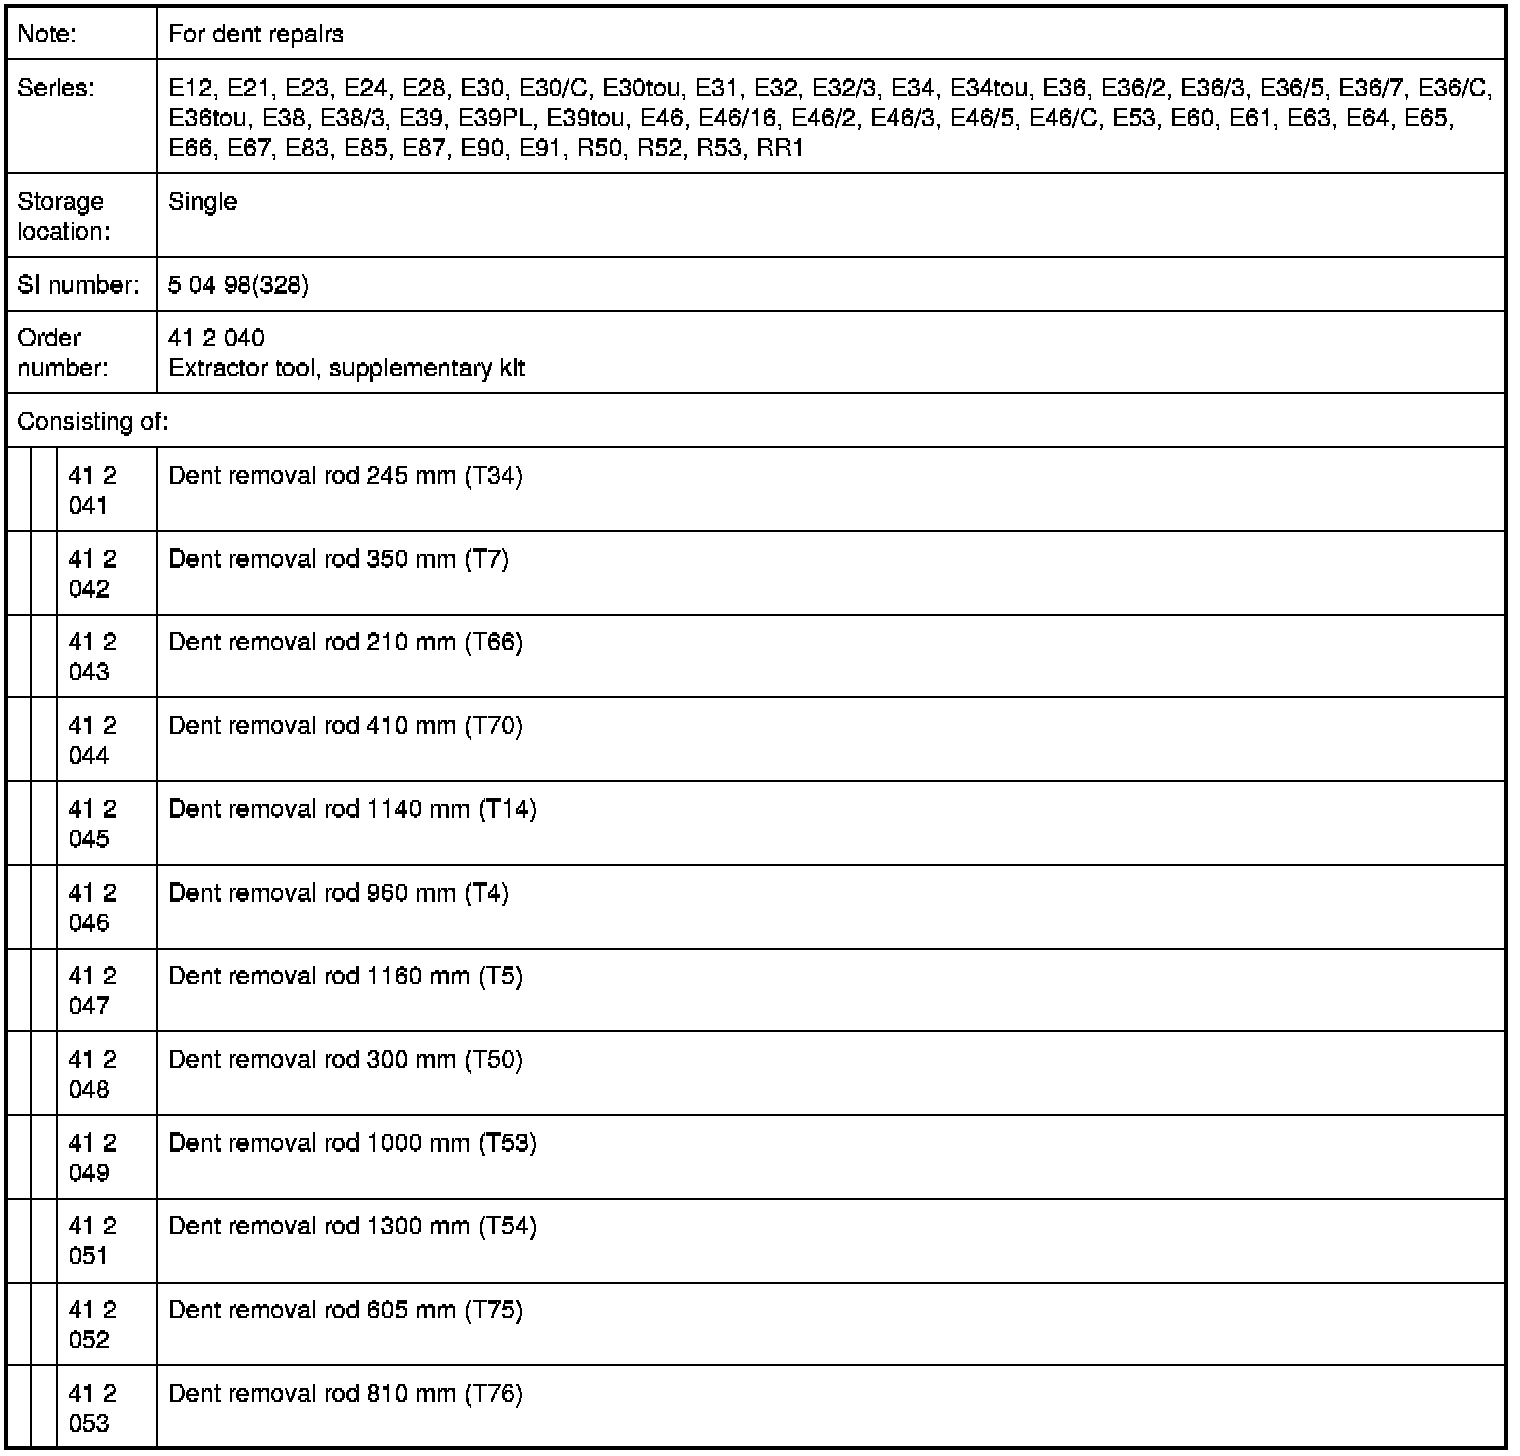 Note: For dent repairs
Series: E12, E21, E23, E24, E28, E30, E30/C, E30tou, E31, E32, E32/3, E34, E34tou, E36, E36/2, E36/3, E36/5, E36/7, E36/C,
E36tou, E38, E38/3, E39, E39PL, E39tou, E46, E46/16, E46/2, E46/3, E46/5, E46/C, E53, E60, E61, E63, E64, E65,
E66, E67, E83, E85, E87, E90, E91, R50, R52, R53, RR1
Storage Single
location:
SI number: 5 04 98(328)
Order 41 2 040
number: Extractor tool, supplementary kit
Consisting of:
41 2 Dent removal rod 245 mm (T34)
041
41 2 Dent removal rod 350 mm (T7)
042
41 2 Dent removal rod 210 mm (T66)
043
41 2 Dent removal rod 410 mm (T70)
044
41 2 Dent removal rod 1140 mm (T14)
045
41 2 Dent removal rod 960 mm (T4)
046
41 2 Dent removal rod 1160 mm (T5)
047
41 2 Dent removal rod 300 mm (T50)
048
41 2 Dent removal rod 1000 mm (T53)
049
41 2 Dent removal rod 1300 mm (T54)
051
41 2 Dent removal rod 605 mm (T75)
052
41 2 Dent removal rod 810 mm (T76)
053